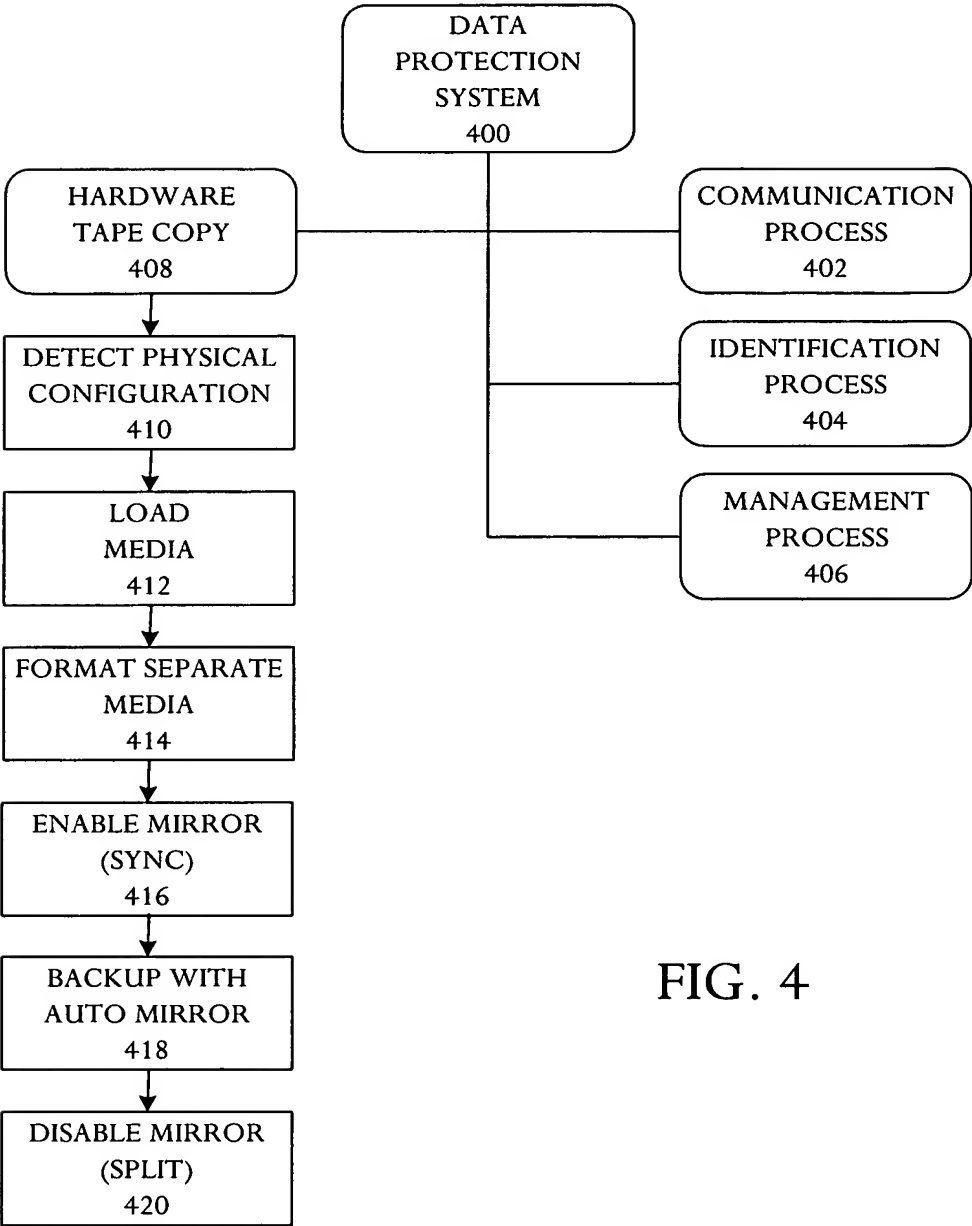 DATA
PROTECTION
SYSTEM
400
HARDWARE
TAPE COPY
408
COMMUNICATION
PROCESS
402
DETECT PHYSICAL
CONFIGURATION
410
IDENTIFICATION
PROCESS
404
LOAD
MEDIA
412
MANAGEMENT
PROCESS
406
FORMAT SEPARATE
MEDIA
414
ENABLE MIRROR
(SYNC)
416
BACKUP WITH
AUTO MIRROR
418
FIG. 4
DISABLE MIRROR
(SPLIT)
420